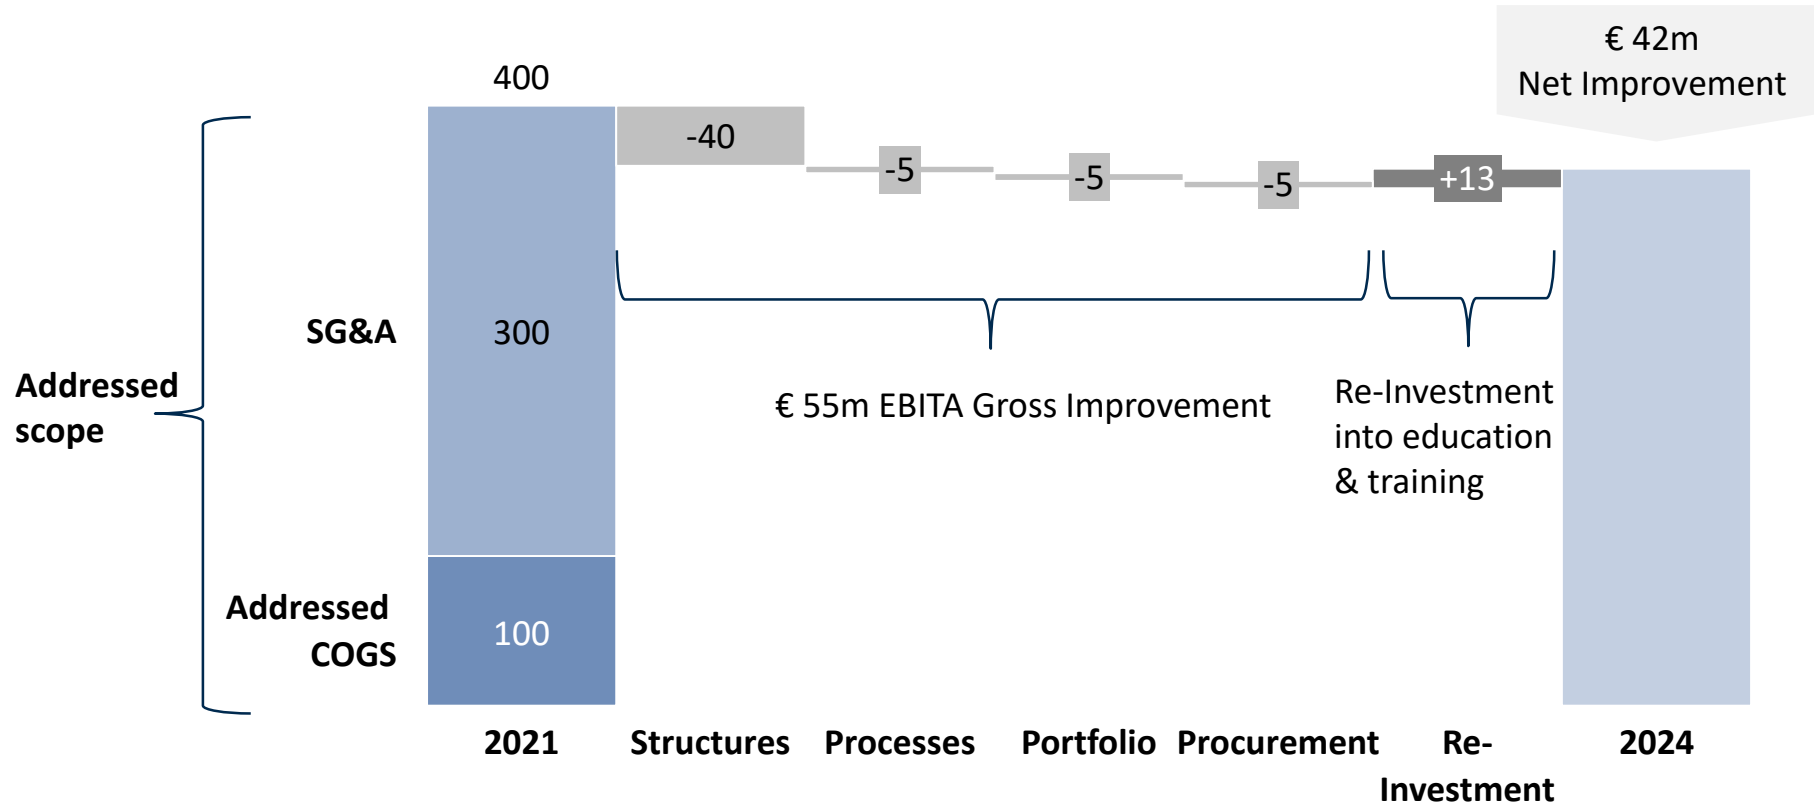 € 42m
Net Improvement
400
-40
-5
-5
-5
+13
SG&A
300
Addressed
scope
€ 55m EBITA Gross Improvement
Re-Investment
into education
& training
Addressed
COGS
100
2021
Structures
Processes
Portfolio
Procurement
Re-
Investment
2024